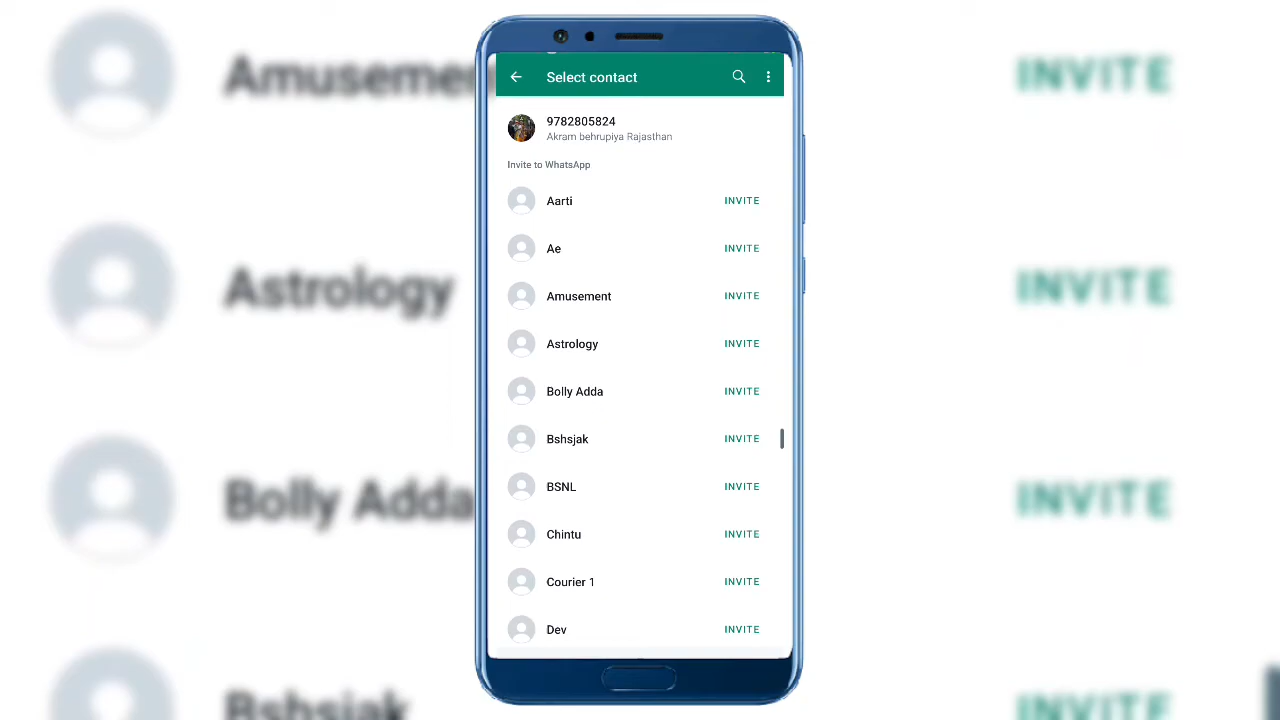 Select contact
9782805824
Akram behrupiya Rajasthan
Invite to WhatsApp
Aarti INVITE
Ae INVITE
Amusement INVITE
Astrology INVITE
Bolly Adda INVITE
Bshsjak INVITE
BSNL INVITE
Chintu INVITE
Courier 1 INVITE
Dev INVITE
Amusemen INVITE
Astrology INVITE
Bolly Adda INVITE
Bshsjak INVITE